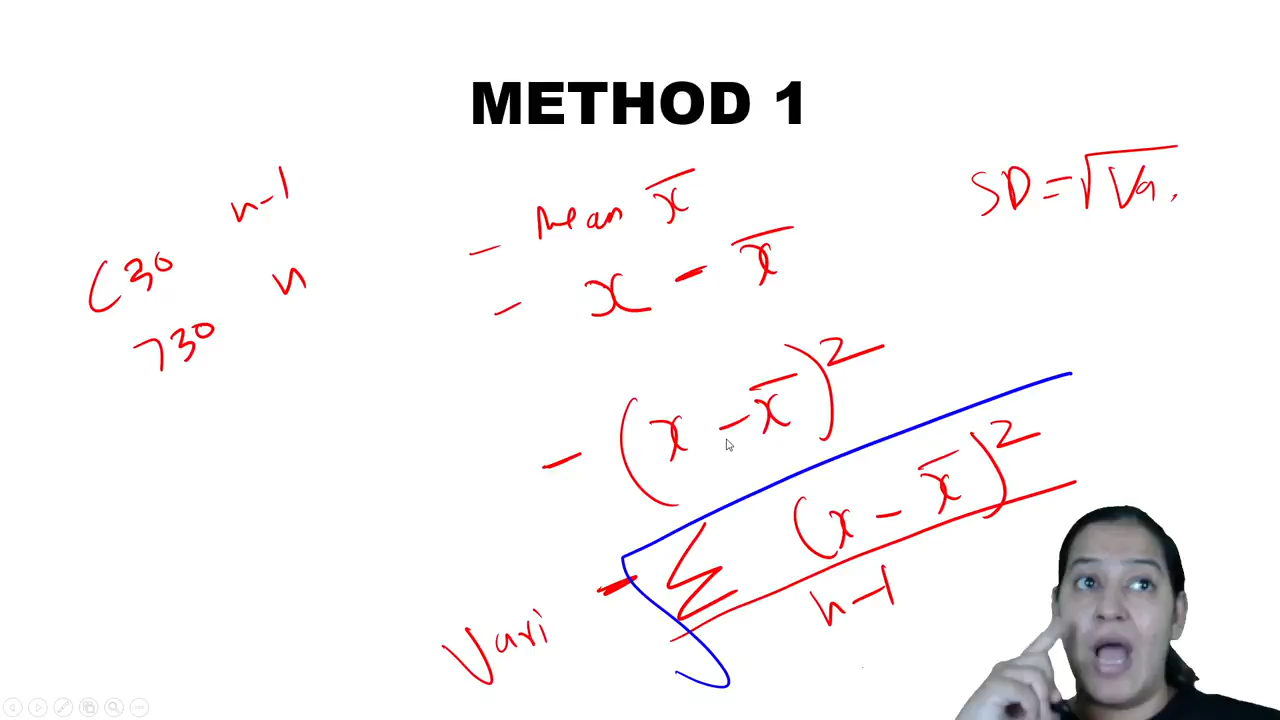 METHOD 1
n-1
<30
n
>30
- mean x̅
- x - x̅
SD = √Va.
- (x - x̅)²
- √Σ (x - x̅)²
n-1
Vari